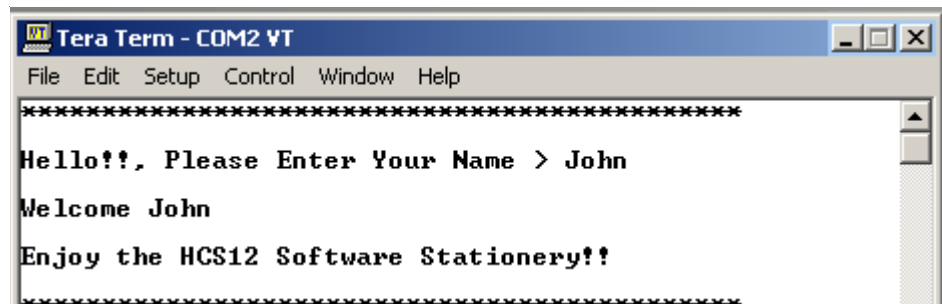 Tera Term - COM2 VT
File Edit Setup Control Window Help
*********************************************
Hello!!, Please Enter Your Name > John
Welcome John
Enjoy the HCS12 Software Stationery!!
*********************************************